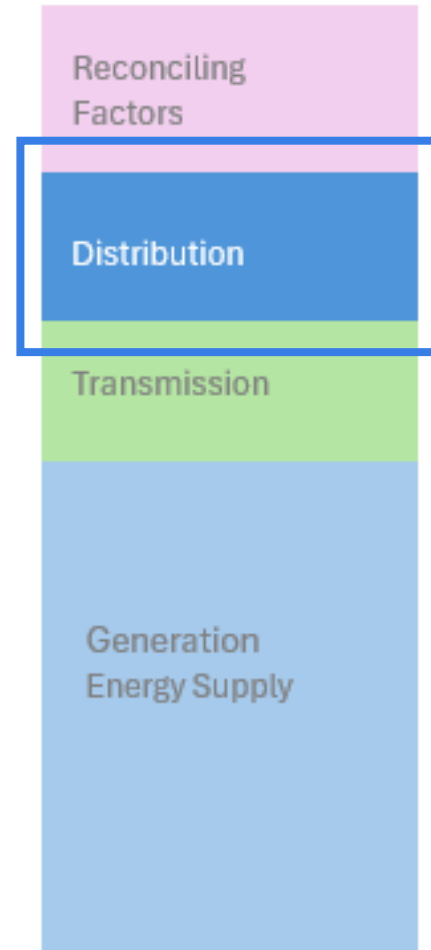 Reconciling
Factors
Distribution
Transmission
Generation
Energy Supply